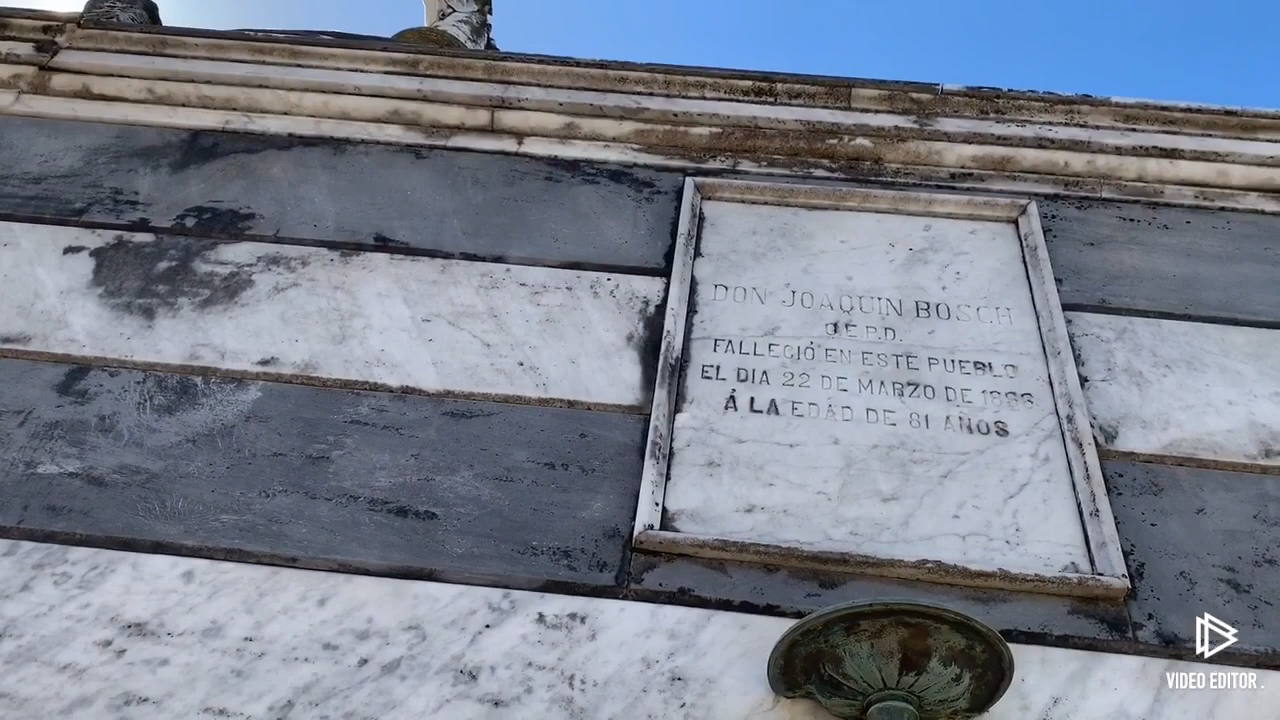 DON JOAQUIN BOSCH
Q.E.P.D.
FALLECIÓ EN ESTE PUEBLO
EL DIA 22 DE MARZO DE
Á LA EDAD DE 81 AÑOS
VIDEO EDITOR.